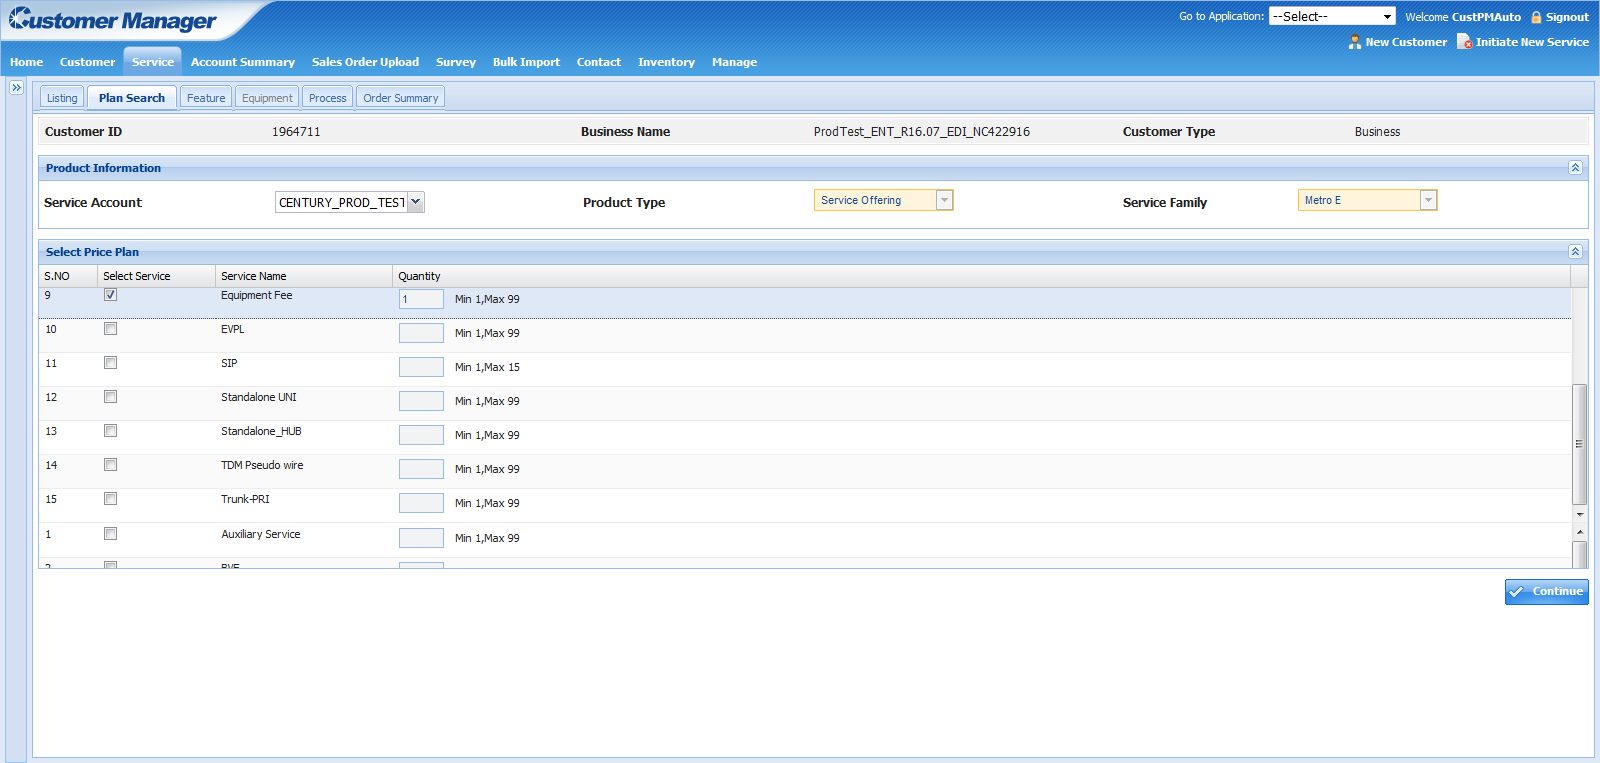 Customer Manager
Go to Application: --Select-- Welcome CustPMAuto Signout
New Customer Initiate New Service
Home Customer Service Account Summary Sales Order Upload Survey Bulk Import Contact Inventory Manage
Listing Plan Search Feature Equipment Process Order Summary
Customer ID 1964711 Business Name ProdTest_ENT_R16.07_EDI_NC422916 Customer Type Business
Product Information
Service Account CENTURY_PROD_TEST Product Type Service Offering Service Family Metro E
Select Price Plan
S.NO Select Service Service Name Quantity
9 Equipment Fee 1 Min 1,Max 99
10 EVPL Min 1,Max 99
11 SIP Min 1,Max 15
12 Standalone UNI Min 1,Max 99
13 Standalone_HUB Min 1,Max 99
14 TDM Pseudo wire Min 1,Max 99
15 Trunk-PRI Min 1,Max 99
1 Auxiliary Service Min 1,Max 99
Continue